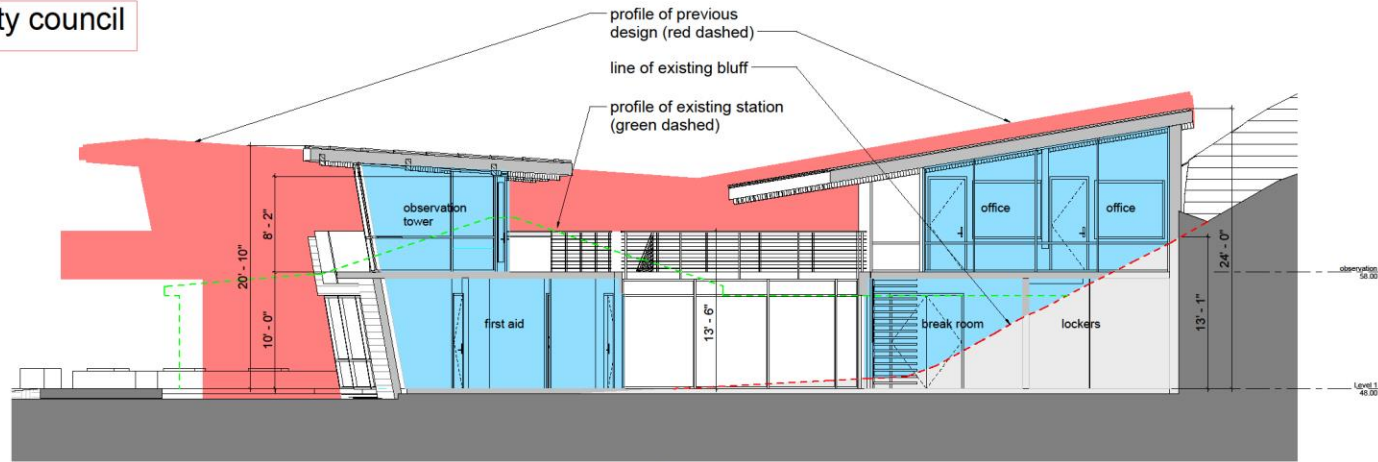 ty council
profile of previous
design (red dashed)
line of existing bluff
profile of existing station
(green dashed)
observation
tower
office
office
8' - 2"
20' - 10"
10' - 0"
first aid
13' - 6"
break room
lockers
24' - 0"
13' - 1"
observation
58.00
Level 1
48.00